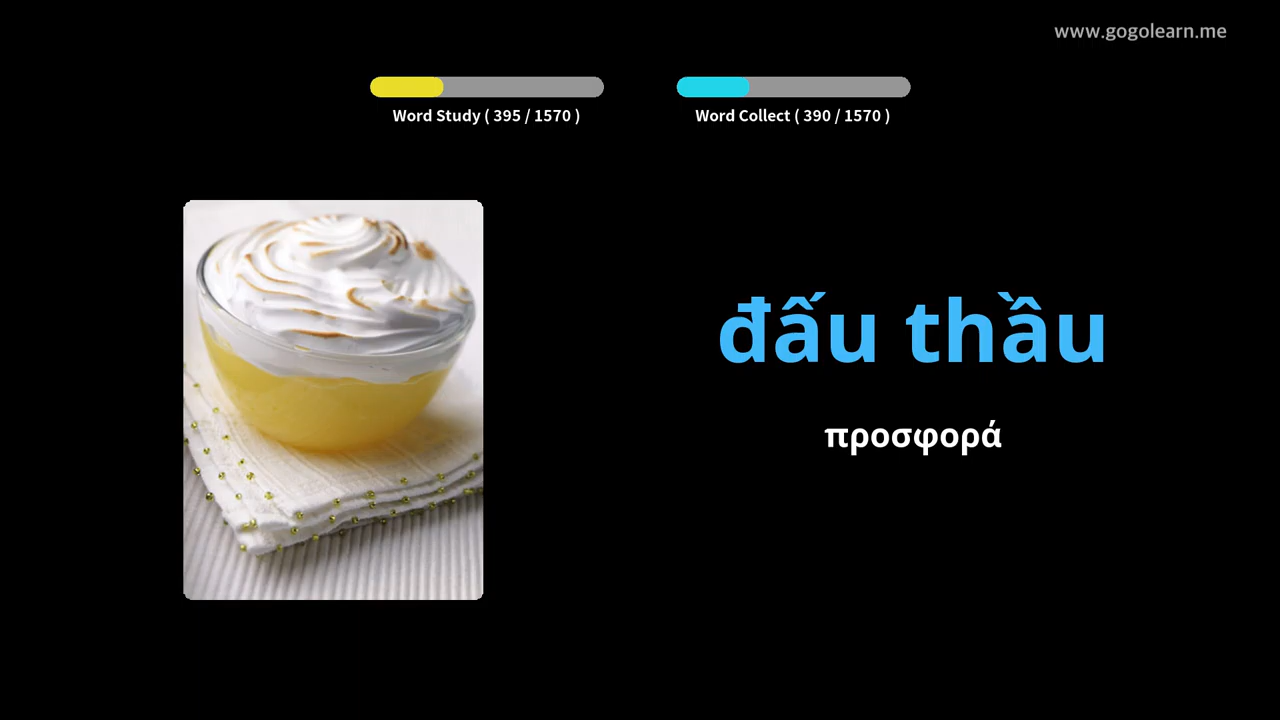 www.gogolearn.me
Word Study ( 395 / 1570 )
Word Collect ( 390 / 1570 )
đấu thầu
προσφορά